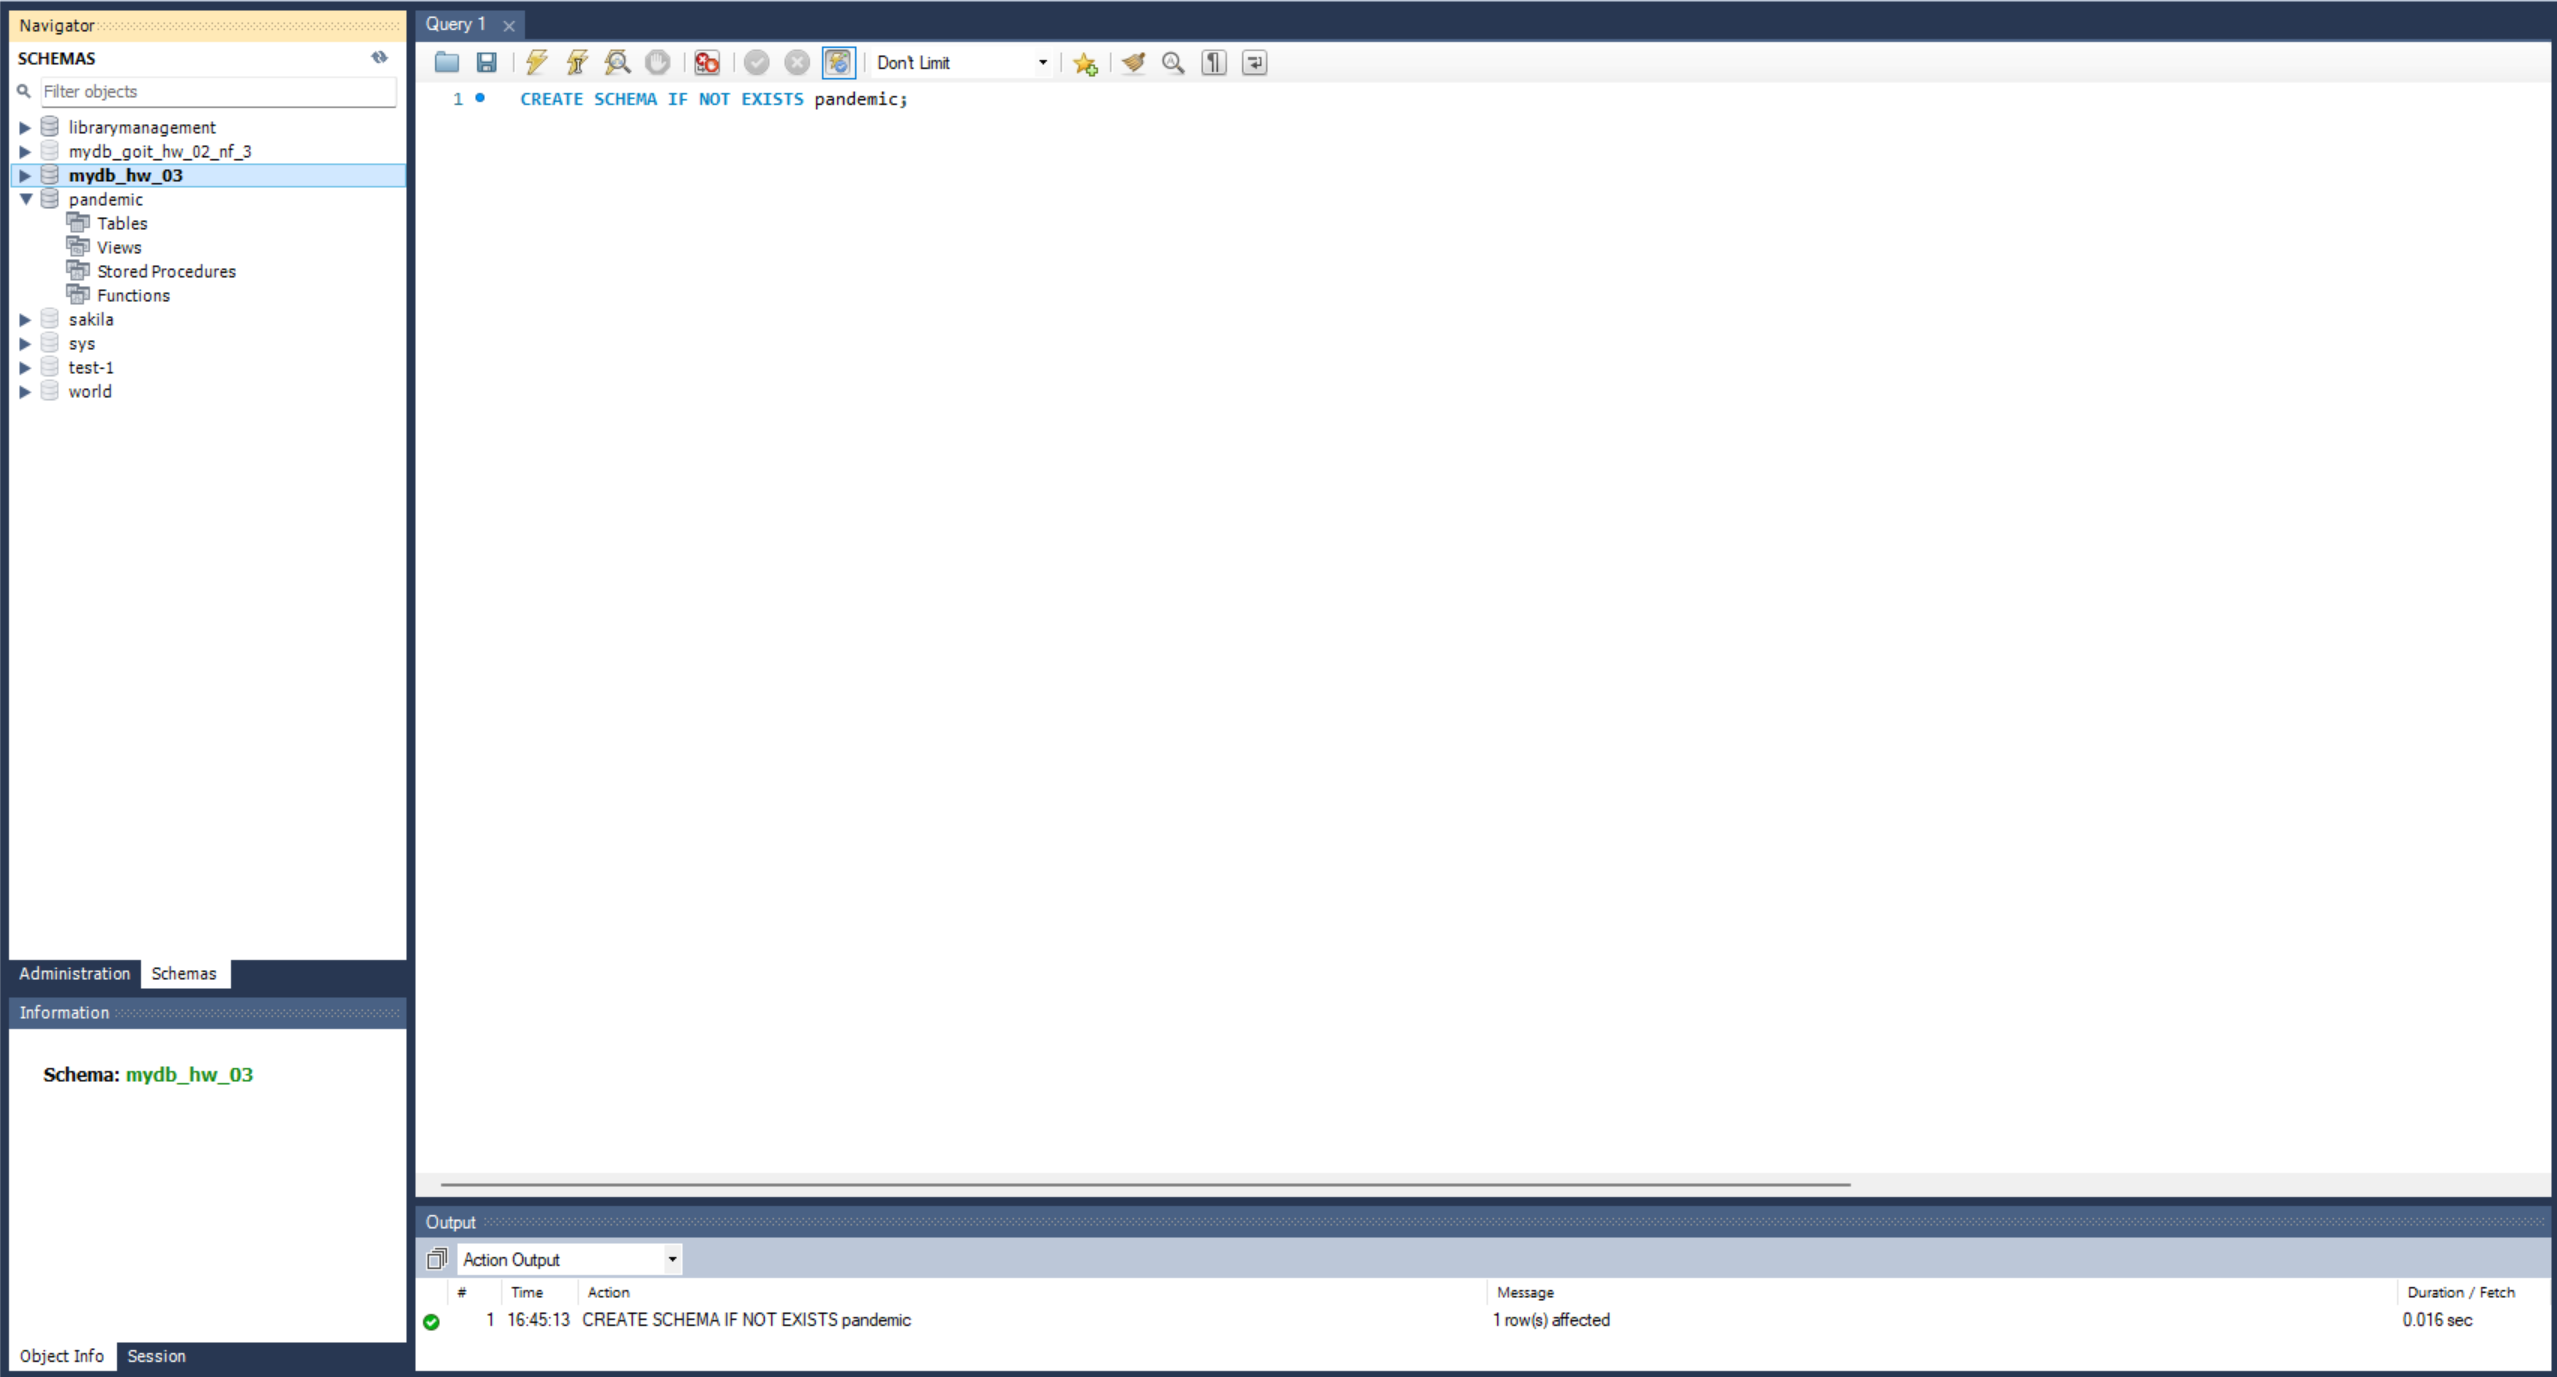 Navigator
SCHEMAS
Filter objects
librarymanagement
mydb_goit_hw_02_nf_3
mydb_hw_03
pandemic
Tables
Views
Stored Procedures
Functions
sakila
sys
test-1
world
Administration Schemas
Information
Schema: mydb_hw_03
Object Info Session
Query 1
Don't Limit
1 CREATE SCHEMA IF NOT EXISTS pandemic;
Output
Action Output
# Time Action Message Duration / Fetch
1 16:45:13 CREATE SCHEMA IF NOT EXISTS pandemic 1 row(s) affected 0.016 sec